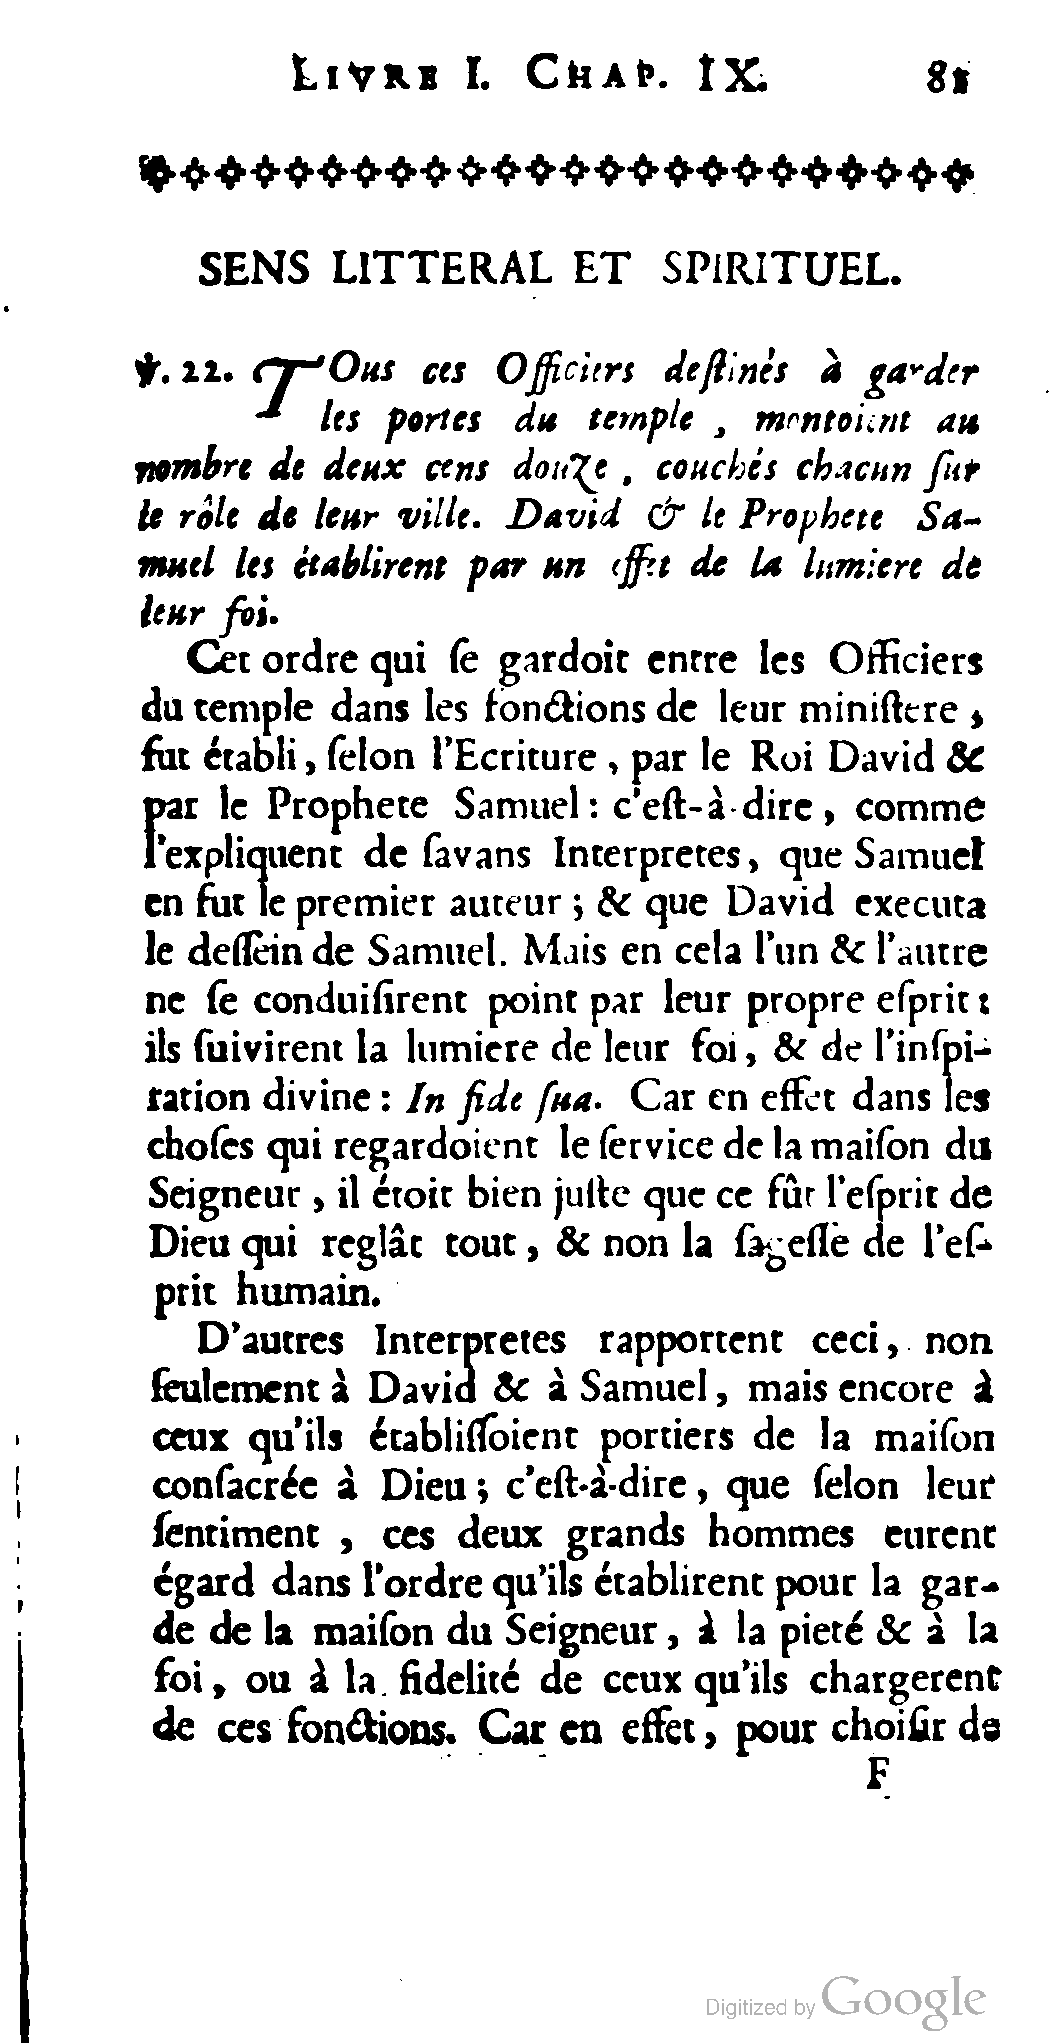 LIVRE I. CHAP. IX. 81
SENS LITTERAL ET SPIRITUEL.
℣. 22. TOus ces Officiers deſtinés à garder
les portes du temple , montoient au
nombre de deux cens douze , couchés chacun ſur
le rôle de leur ville. David & le Prophete Sa-
muel les établirent par un effet de la lumiere de
leur foi.
Cet ordre qui ſe gardoit entre les Officiers
du temple dans les fonctions de leur miniſtere ,
fut établi , ſelon l'Ecriture , par le Roi David &
par le Prophete Samuel : c'eſt-à-dire , comme
l'expliquent de ſavans Interpretes , que Samuel
en fut le premier auteur ; & que David executa
le deſſein de Samuel. Mais en cela l'un & l'autre
ne ſe conduiſirent point par leur propre eſprit :
ils ſuivirent la lumiere de leur foi , & de l'inſpi-
ration divine : In fide ſua. Car en effet dans les
choſes qui regardoient le ſervice de la maiſon du
Seigneur , il étoit bien juſte que ce fût l'eſprit de
Dieu qui reglât tout , & non la ſageſſe de l'eſ-
prit humain.
D'autres Interpretes rapportent ceci , non
ſeulement à David & à Samuel , mais encore à
ceux qu'ils établiſſoient portiers de la maiſon
conſacrée à Dieu ; c'eſt-à-dire , que ſelon leur
ſentiment , ces deux grands hommes eurent
égard dans l'ordre qu'ils établirent pour la gar-
de de la maiſon du Seigneur , à la pieté & à la
foi , ou à la fidelité de ceux qu'ils chargerent
de ces fonctions. Car en effet , pour choiſir de
F
Digitized by Google